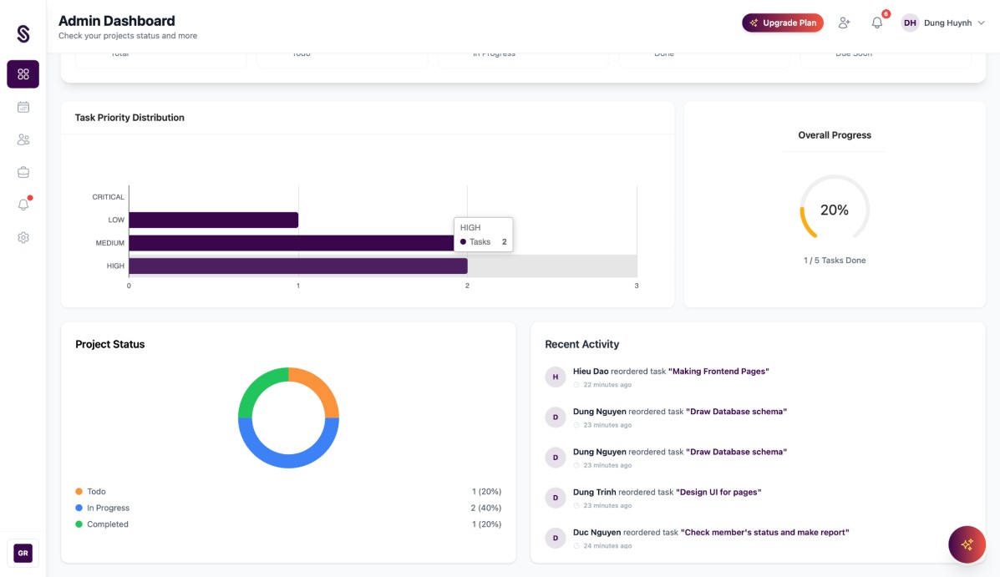 Admin Dashboard
Check your projects status and more
Upgrade Plan
6
DH
Dung Huynh
Total
Todo
In Progress
Done
Due Soon
Task Priority Distribution
CRITICAL
LOW
MEDIUM
HIGH
0
1
2
3
HIGH
Tasks 2
Overall Progress
20%
1 / 5 Tasks Done
Project Status
Todo 1 (20%)
In Progress 2 (40%)
Completed 1 (20%)
Recent Activity
H
Hieu Dao reordered task "Making Frontend Pages"
22 minutes ago
D
Dung Nguyen reordered task "Draw Database schema"
23 minutes ago
D
Dung Nguyen reordered task "Draw Database schema"
23 minutes ago
D
Dung Trinh reordered task "Design UI for pages"
23 minutes ago
D
Duc Nguyen reordered task "Check member's status and make report"
24 minutes ago
GR